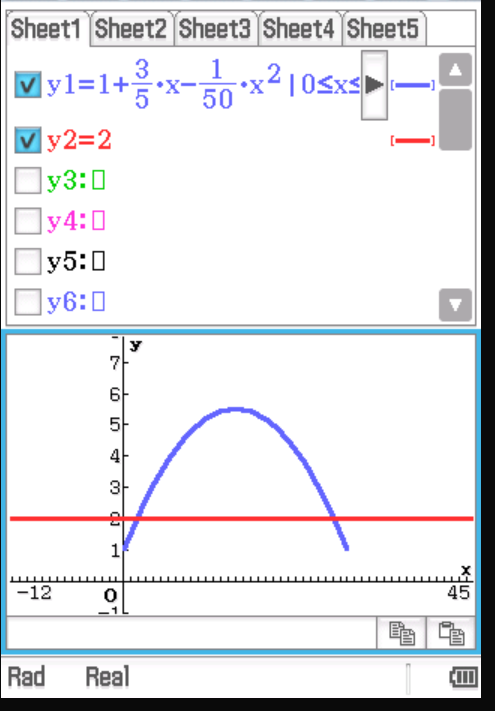 Sheet1 Sheet2 Sheet3 Sheet4 Sheet5
y1=1+3/5·x−1/50·x²|0≤x≤
y2=2
y3:▯
y4:▯
y5:▯
y6:▯
y
7
6
5
4
3
2
1
x
-12 O 45
-1
Rad Real